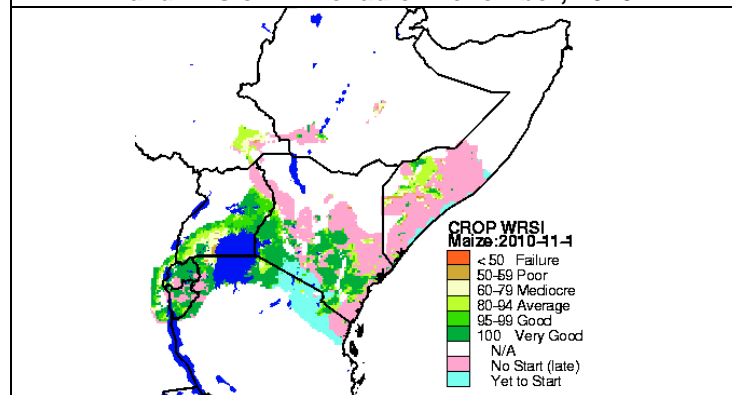 CROP WRSI
Maize:2010-11-1
<50 Failure
50-59 Poor
60-79 Mediocre
80-94 Average
95-99 Good
100 Very Good
N/A
No Start (late)
Yet to Start